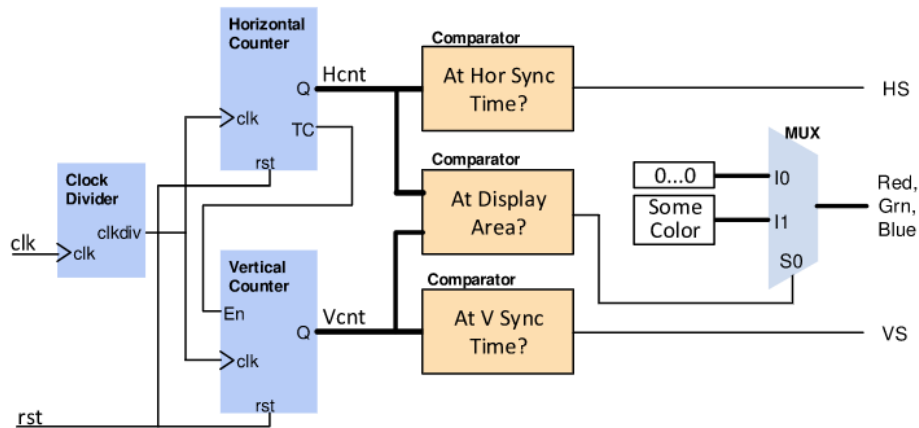 Horizontal
Counter
Q
clk
TC
rst
Hcnt
Comparator
At Hor Sync
Time?
HS
Clock
Divider
clkdiv
clk
clk
Comparator
At Display
Area?
MUX
0...0
I0
Some
Color
I1
S0
Red,
Grn,
Blue
Vertical
Counter
En
Q
clk
rst
Vcnt
Comparator
At V Sync
Time?
VS
rst